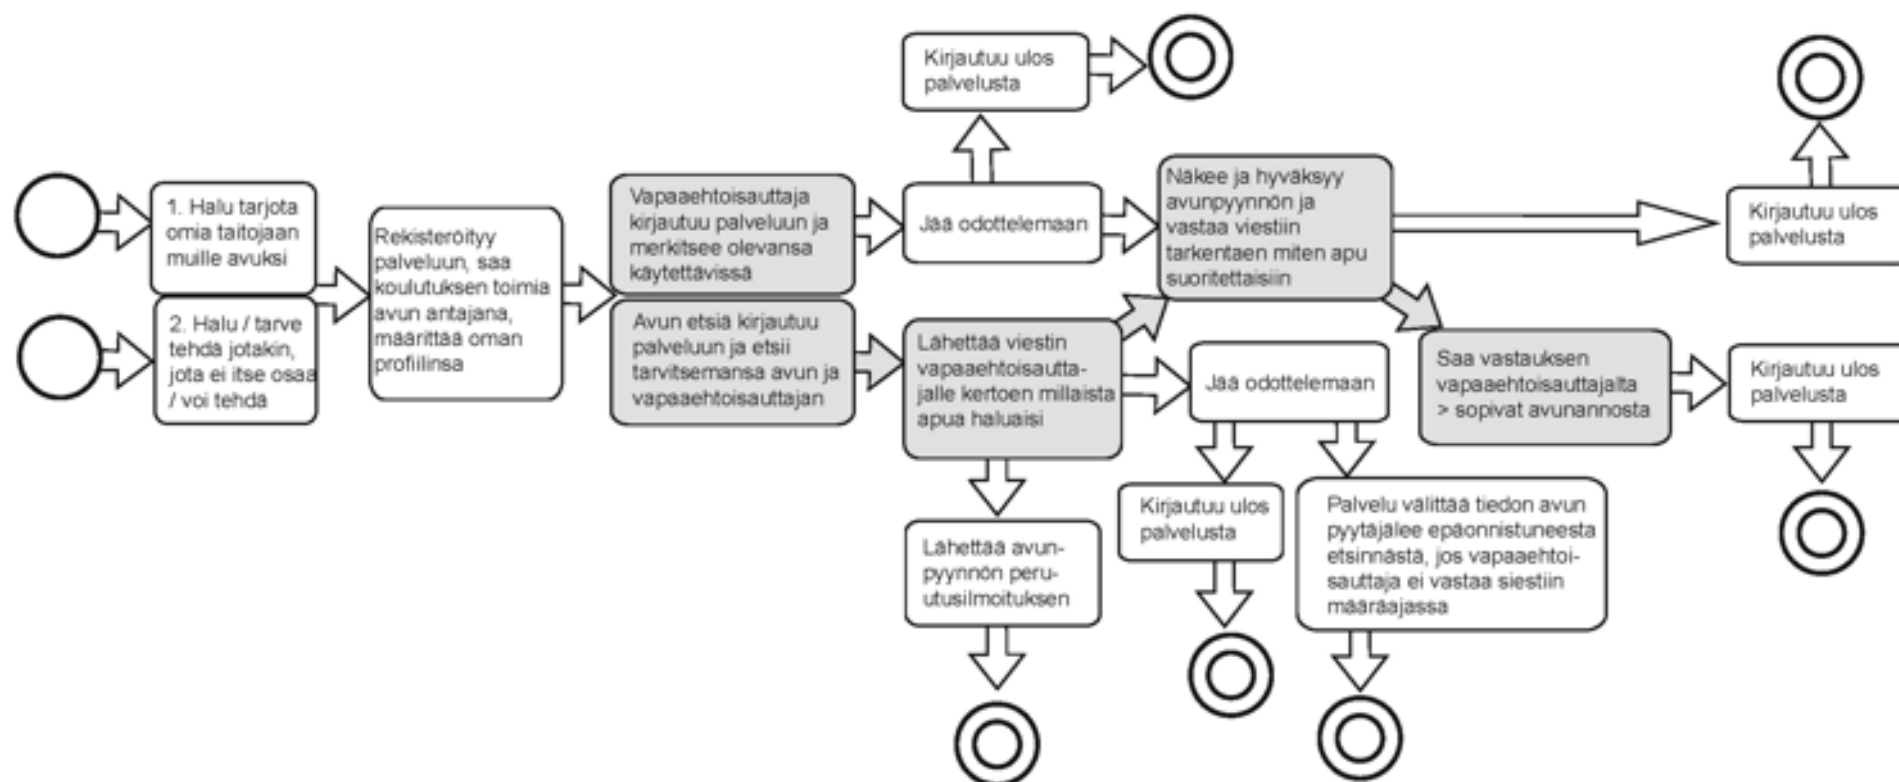 Kirjautuu ulos
palvelusta
1. Halu tarjota
omia taitojaan
muille avuksi
2. Halu / tarve
tehdä jotakin,
jota ei itse osaa
/ voi tehdä
Rekisteröityy
palveluun, saa
koulutuksen toimia
avun antajana,
määrittää oman
profiilinsa
Vapaaehtoisauttaja
kirjautuu palveluun ja
merkitsee olevansa
käytettävissä
Avun etsiä kirjautuu
palveluun ja etsii
tarvitsemansa avun ja
vapaaehtoisauttajan
Jää odottelemaan
Näkee ja hyväksyy
avunpyynnön ja
vastaa viestiin
tarkentaen miten apu
suoritettaisiin
Kirjautuu ulos
palvelusta
Lähettää viestin
vapaaehtoisautta-
jalle kertoen millaista
apua haluaisi
Jää odottelemaan
Saa vastauksen
vapaaehtoisauttajalta
> sopivat avunannosta
Kirjautuu ulos
palvelusta
Lähettää avun-
pyynnön peru-
utusilmoituksen
Kirjautuu ulos
palvelusta
Palvelu välittää tiedon avun
pyytäjälee epäonnistuneesta
etsinnästä, jos vapaaehtoi-
sauttaja ei vastaa siestiin
määräajassa